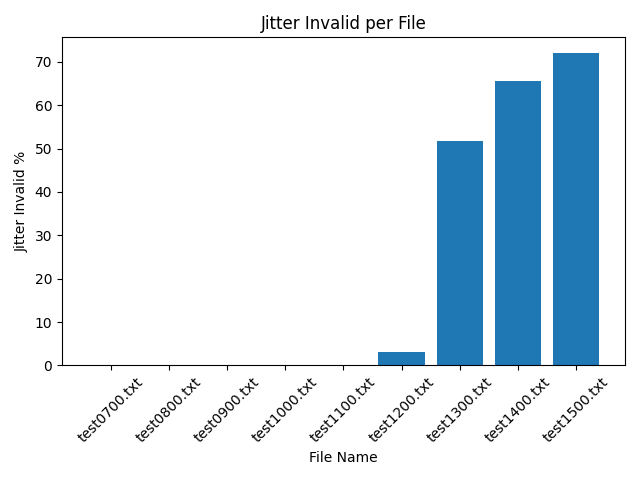 Jitter Invalid per File
Jitter Invalid %
70
60
50
40
30
20
10
0
test0700.txt
test0800.txt
test0900.txt
test1000.txt
test1100.txt
test1200.txt
test1300.txt
test1400.txt
test1500.txt
File Name